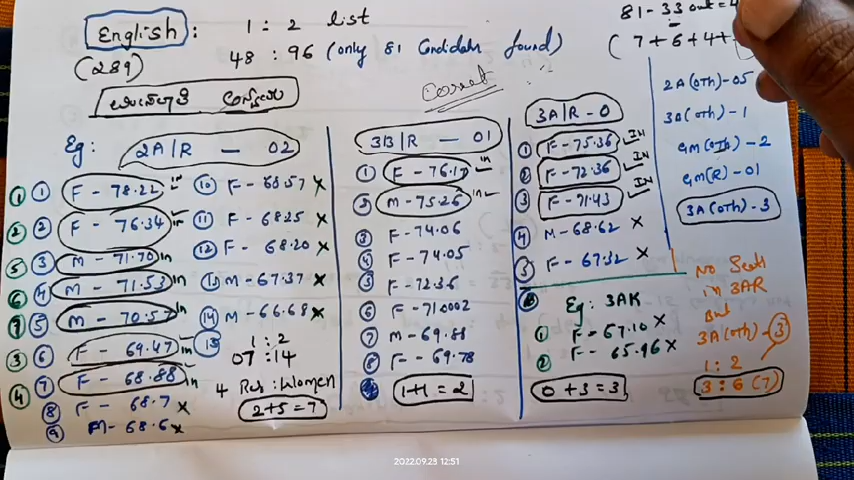 English : 1 : 2 list
(289) 48 : 96 (only 81 Candidates found)
correct
Eg: 2A/R - 02
① F - 78.22 in
② F - 76.34
③ M - 71.70 in
④ M - 71.53 in
⑤ M - 70.57 in
⑥ F - 69.47 in
⑦ F - 68.88 in
⑧ F - 68.7 x
⑨ M - 68.6 x
⑩ F - 68.57 x
⑪ F - 68.25 x
⑫ F - 68.20 x
⑬ M - 67.37 x
⑭ M - 66.68 x
⑮
1 : 2
07 : 14
4 Res : Women
2+5 = 7
3B/R - 01
① F - 76.17 in
② M - 75.26 in
③ F - 74.06
④ F - 74.05
⑤ F - 72.36
⑥ F - 71.0002
⑦ M - 69.88
⑧ F - 69.78
1+1 = 2
3A/R - 0
① F - 75.36 IN
② F - 72.36 IN
③ F - 71.43 IN
④ M - 68.62 x
⑤ F - 67.32 x
Eg: 3AK
① F - 67.10 x
② F - 65.96 x
0 + 3 = 3
81 - 33 out = 4
(7+6+4+
2A(OTH) - 05
3B(OTH) - 1
GM(OTH) - 2
GM(R) - 01
3A(OTH) - 3
No Seats
in 3AR
But
3A(OTH) - ③
1 : 2
3 : 6 (7)
2022.09.23 12:51